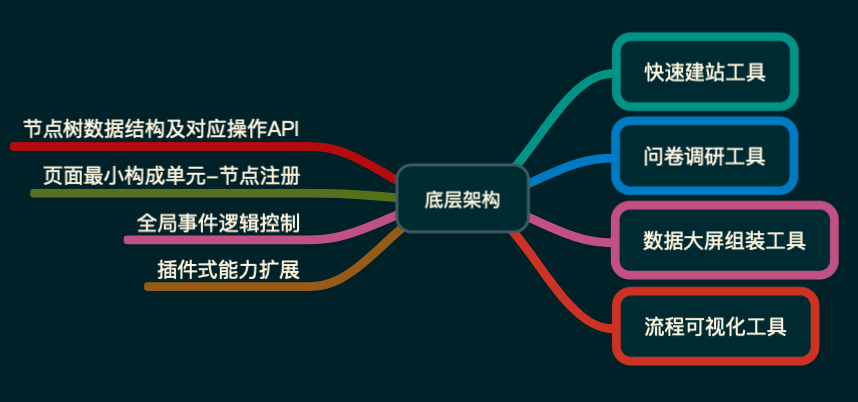 节点树数据结构及对应操作API
页面最小构成单元-节点注册
全局事件逻辑控制
插件式能力扩展
底层架构
快速建站工具
问卷调研工具
数据大屏组装工具
流程可视化工具